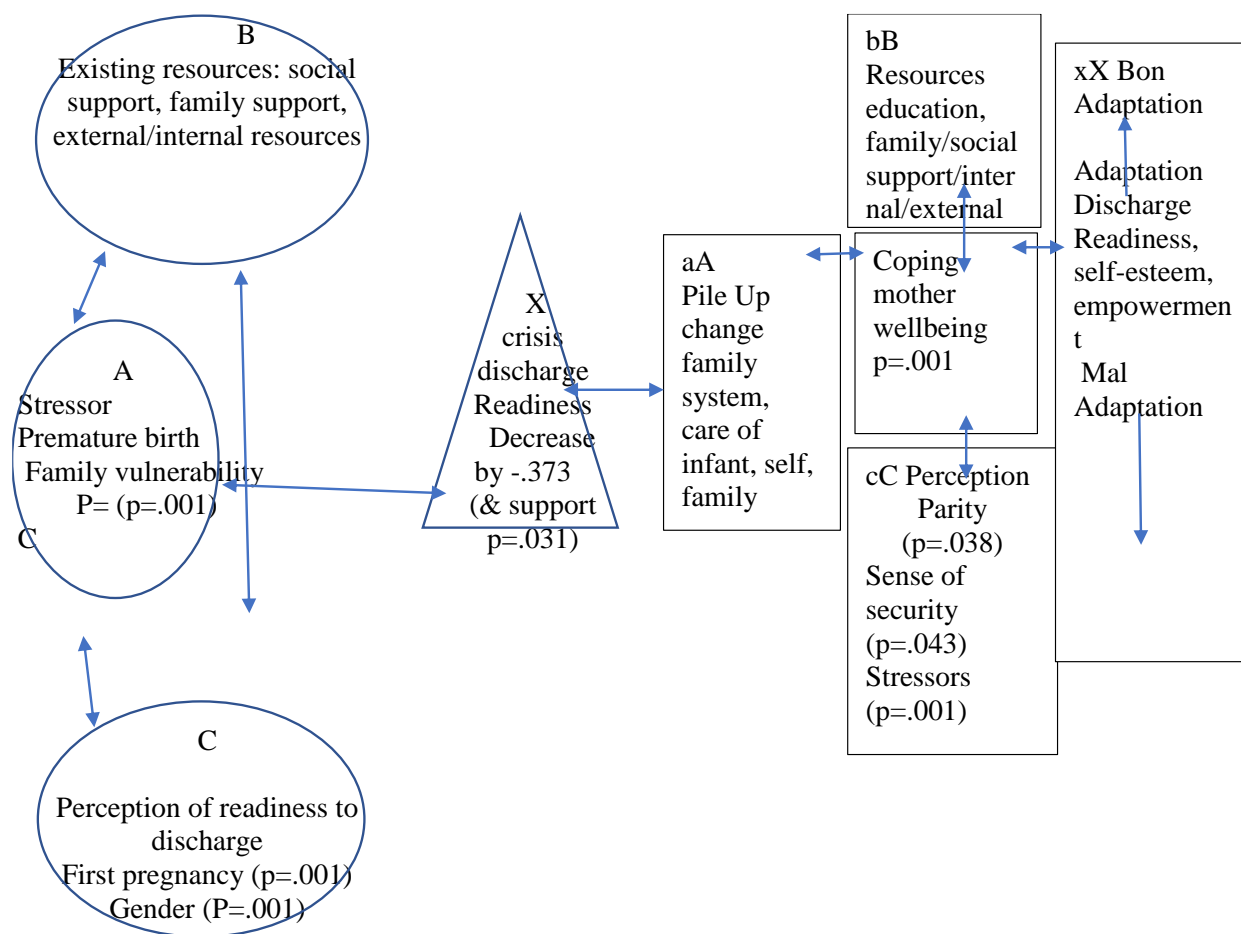 B
Existing resources: social
support, family support,
external/internal resources
A
Stressor
Premature birth
Family vulnerability
P= (p=.001)
C
C
Perception of readiness to
discharge
First pregnancy (p=.001)
Gender (P=.001)
X
crisis
discharge
Readiness
Decrease
by -.373
(& support
p=.031)
aA
Pile Up
change
family
system,
care of
infant, self,
family
bB
Resources
education,
family/social
support/inter
nal/external
Coping
mother
wellbeing
p=.001
cC Perception
Parity
(p=.038)
Sense of
security
(p=.043)
Stressors
(p=.001)
xX Bon
Adaptation
Adaptation
Discharge
Readiness,
self-esteem,
empowermen
t
Mal
Adaptation